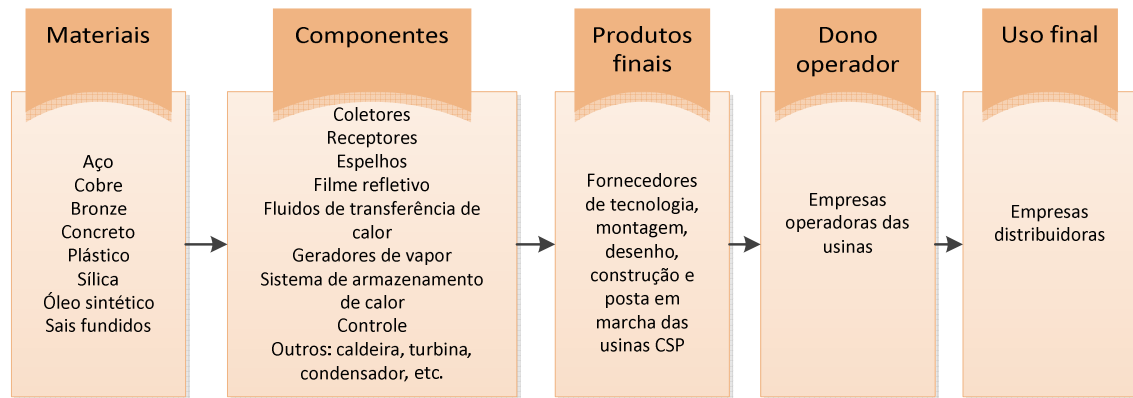 Materiais
Aço
Cobre
Bronze
Concreto
Plástico
Sílica
Óleo sintético
Sais fundidos
Componentes
Coletores
Receptores
Espelhos
Filme refletivo
Fluidos de transferência de
calor
Geradores de vapor
Sistema de armazenamento
de calor
Controle
Outros: caldeira, turbina,
condensador, etc.
Produtos
finais
Fornecedores
de tecnologia,
montagem,
desenho,
construção e
posta em
marcha das
usinas CSP
Dono
operador
Empresas
operadoras das
usinas
Uso final
Empresas
distribuidoras